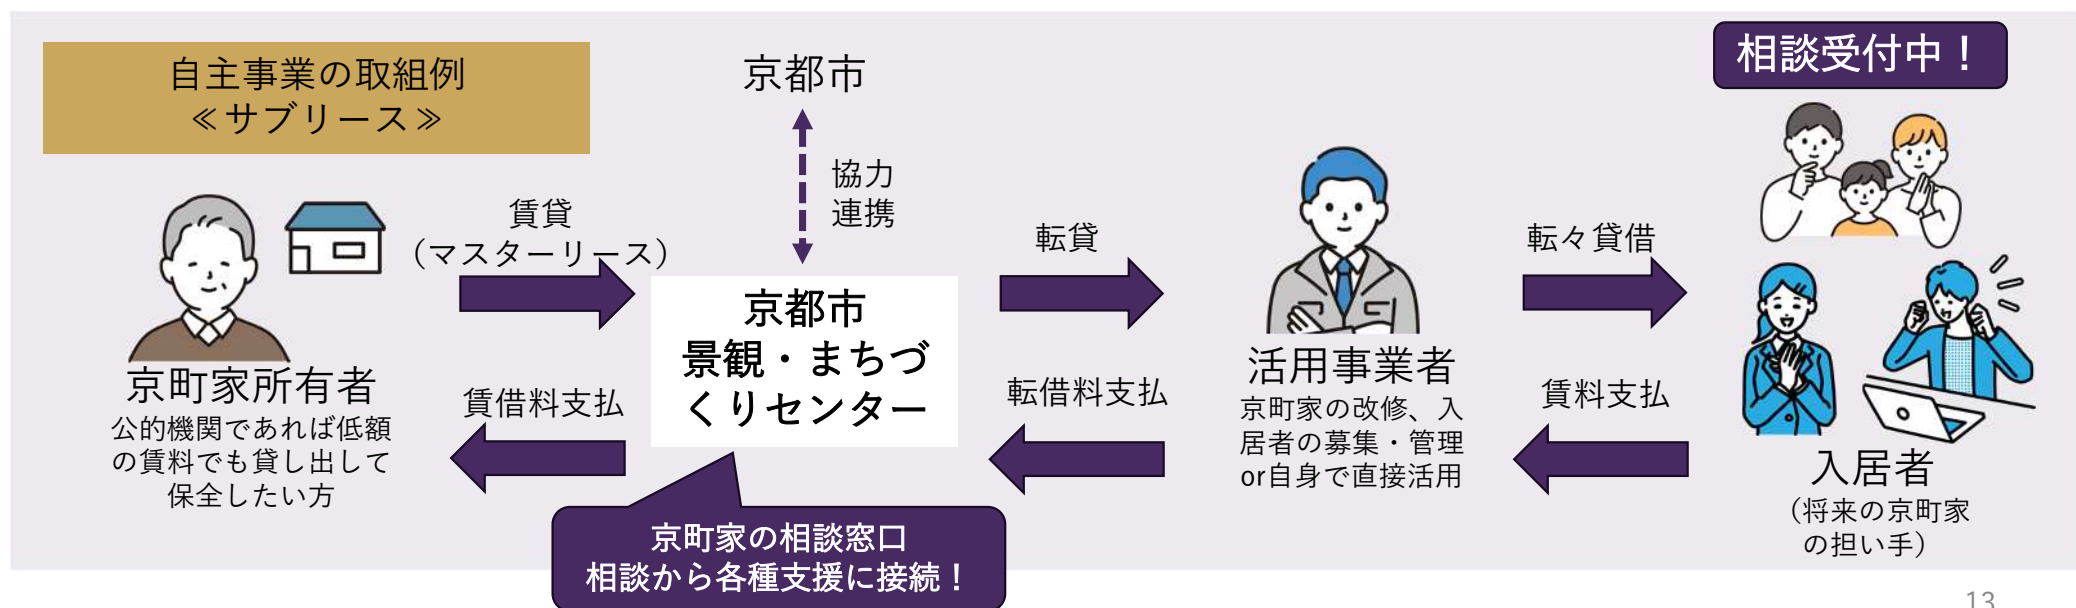 自主事業の取組例
≪サブリース≫
京都市
相談受付中！
協力
連携
賃貸
（マスターリース）
転貸
転々貸借
京都市
景観・まちづ
くりセンター
京町家所有者
公的機関であれば低額
の賃料でも貸し出して
保全したい方
賃借料支払
転借料支払
活用事業者
京町家の改修、入
居者の募集・管理
or自身で直接活用
賃料支払
入居者
（将来の京町家
の担い手）
京町家の相談窓口
相談から各種支援に接続！
13